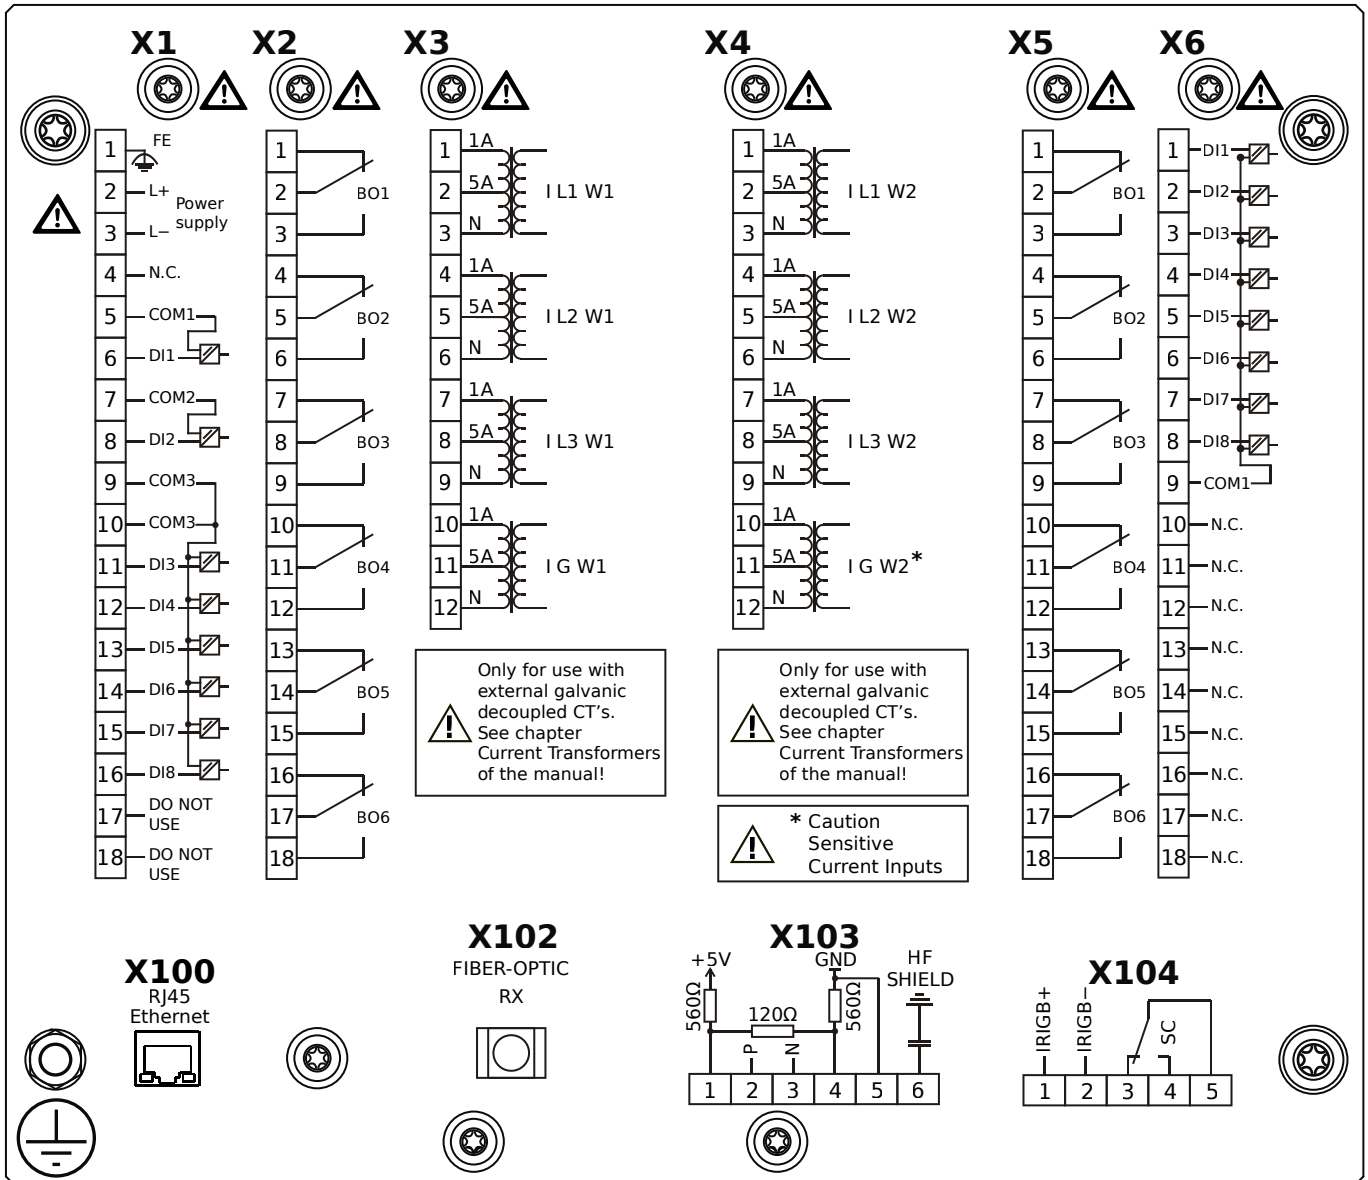 X1
X2
X3
X4
X5
X6
1
FE
2
L+
Power
supply
3
L−
4
N.C.
5
COM1
6
DI1
7
COM2
8
DI2
9
COM3
10
COM3
11
DI3
12
DI4
13
DI5
14
DI6
15
DI7
16
DI8
17
DO NOT
USE
18
DO NOT
USE
1
2
BO1
3
4
5
BO2
6
7
8
BO3
9
10
11
BO4
12
13
14
BO5
15
16
17
BO6
18
1
1A
2
5A
I L1 W1
3
N
4
1A
5
5A
I L2 W1
6
N
7
1A
8
5A
I L3 W1
9
N
10
1A
11
5A
I G W1
12
N
Only for use with
external galvanic
decoupled CT’s.
See chapter
Current Transformers
of the manual!
1
1A
2
5A
I L1 W2
3
N
4
1A
5
5A
I L2 W2
6
N
7
1A
8
5A
I L3 W2
9
N
10
1A
11
5A
I G W2*
12
N
Only for use with
external galvanic
decoupled CT’s.
See chapter
Current Transformers
of the manual!
* Caution
Sensitive
Current Inputs
1
2
BO1
3
4
5
BO2
6
7
8
BO3
9
10
11
BO4
12
13
14
BO5
15
16
17
BO6
18
1
DI1
2
DI2
3
DI3
4
DI4
5
DI5
6
DI6
7
DI7
8
DI8
9
COM1
10
N.C.
11
N.C.
12
N.C.
13
N.C.
14
N.C.
15
N.C.
16
N.C.
17
N.C.
18
N.C.
X100
RJ45
Ethernet
X102
FIBER-OPTIC
RX
X103
+5V
GND
HF
SHIELD
560Ω
120Ω
560Ω
P
N
1 2 3 4 5 6
X104
IRIGB+
IRIGB−
SC
1 2 3 4 5